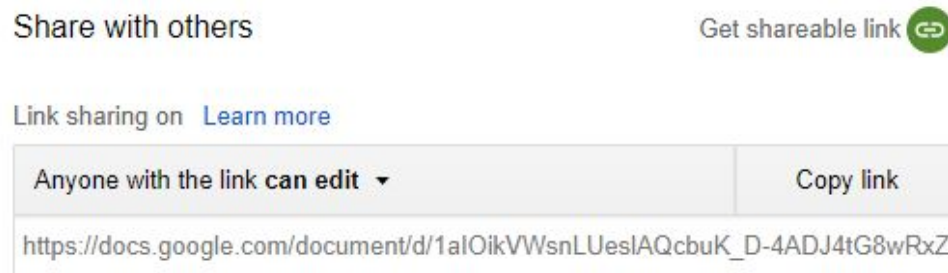 Share with others
Get shareable link
Link sharing on Learn more
Anyone with the link can edit
Copy link
https://docs.google.com/document/d/1aIOikVWsnLUeslAQcbuK_D-4ADJ4tG8wRxZ